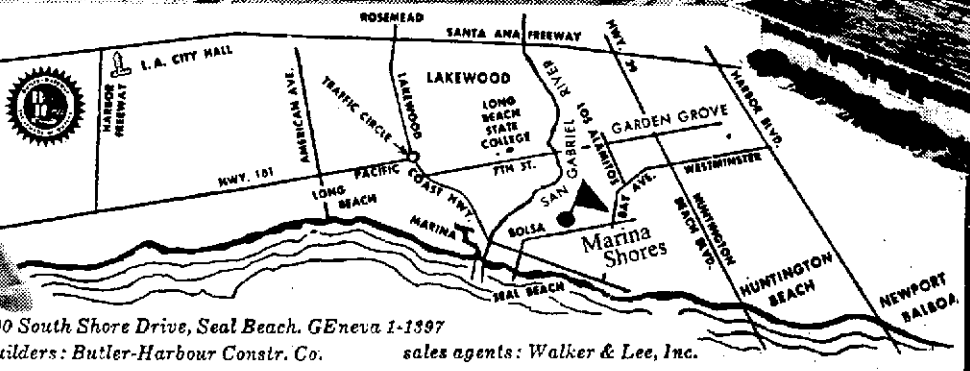 ROSEMEAD
SANTA ANA FREEWAY
HWY. 39
HARBOR BLVD.
L.A. CITY HALL
HARBOR FREEWAY
AMERICAN AVE.
TRAFFIC CIRCLE
LAKEWOOD
LAKEWOOD
LONG BEACH STATE COLLEGE
SAN GABRIEL RIVER
LOS ALAMITOS
GARDEN GROVE
7TH ST.
HWY. 101
PACIFIC COAST HWY.
LONG BEACH
MARINA
BOLSA
BAY AVE.
WESTMINSTER
Marina
Shores
HUNTINGTON BEACH BLVD.
SEAL BEACH
HUNTINGTON
BEACH
NEWPORT
BALBOA
0 South Shore Drive, Seal Beach. GEneva 1-1397
uilders: Butler-Harbour Constr. Co. sales agents: Walker & Lee, Inc.